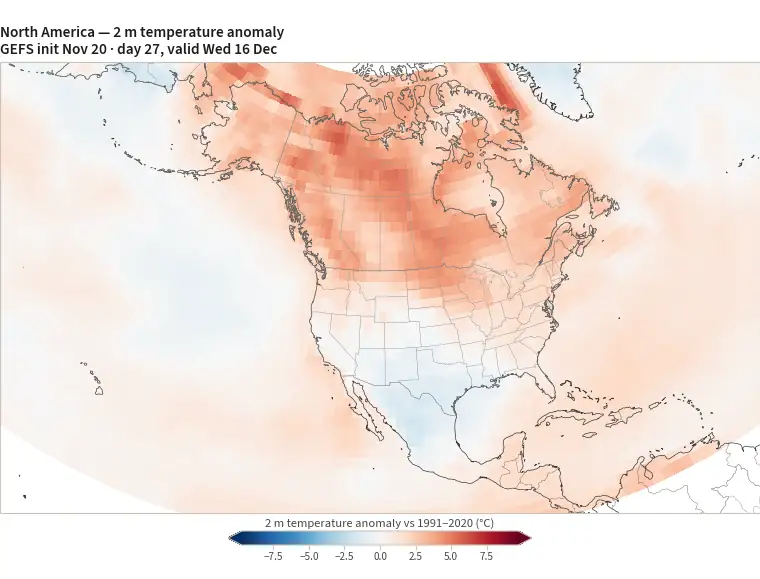 North America — 2 m temperature anomaly
GEFS init Nov 20 · day 27, valid Wed 16 Dec
2 m temperature anomaly vs 1991–2020 (°C)
−7.5 −5.0 −2.5 0.0 2.5 5.0 7.5